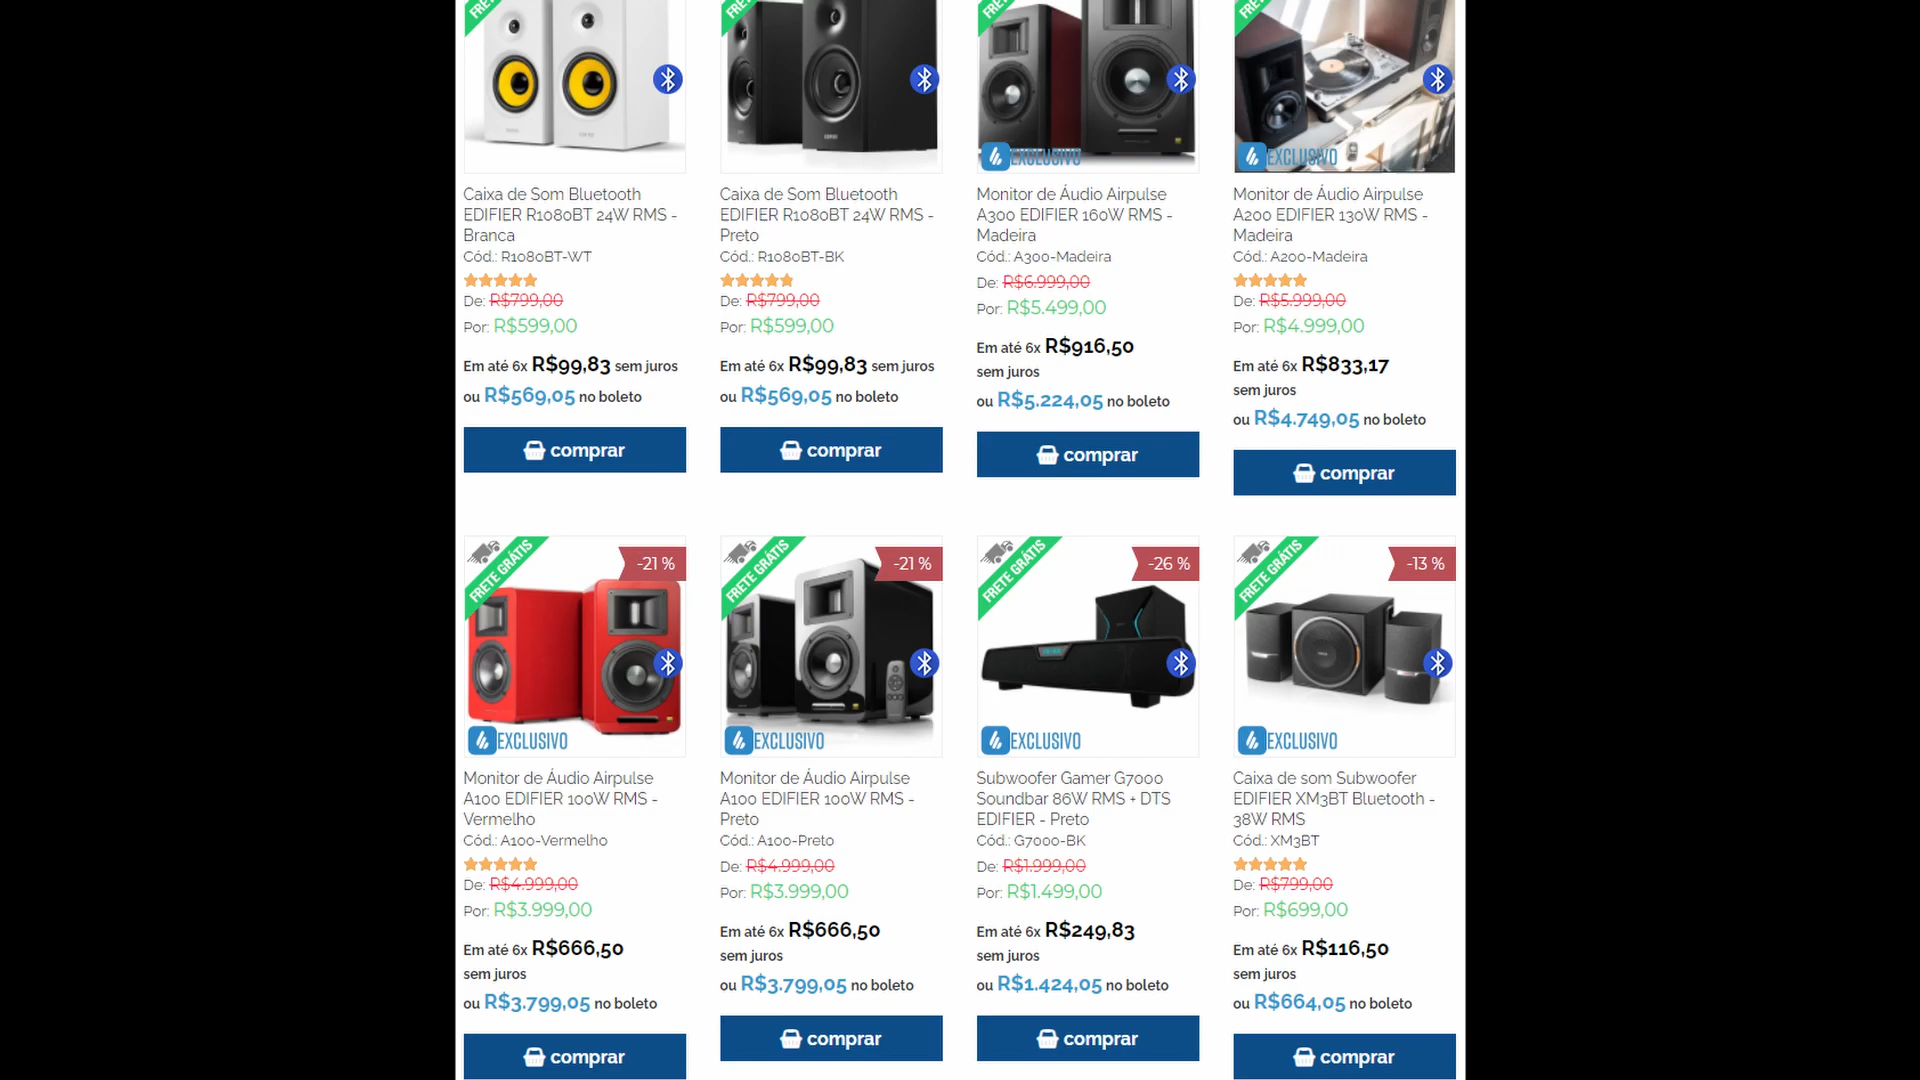 FRETE GRÁTIS
FRETE
EXCLUSIVO
EXCLUSIVO
Caixa de Som Bluetooth
EDIFIER R1080BT 24W RMS -
Branca
Cód.: R1080BT-WT
De: R$799,00
Por: R$599,00
Em até 6x R$99,83 sem juros
ou R$569,05 no boleto
comprar
Caixa de Som Bluetooth
EDIFIER R1080BT 24W RMS -
Preto
Cód.: R1080BT-BK
De: R$799,00
Por: R$599,00
Em até 6x R$99,83 sem juros
ou R$569,05 no boleto
comprar
Monitor de Áudio Airpulse
A300 EDIFIER 160W RMS -
Madeira
Cód.: A300-Madeira
De: R$6.999,00
Por: R$5.499,00
Em até 6x R$916,50
sem juros
ou R$5.224,05 no boleto
comprar
Monitor de Áudio Airpulse
A200 EDIFIER 130W RMS -
Madeira
Cód.: A200-Madeira
De: R$5.999,00
Por: R$4.999,00
Em até 6x R$833,17
sem juros
ou R$4.749,05 no boleto
comprar
FRETE GRÁTIS
-21 %
EXCLUSIVO
Monitor de Áudio Airpulse
A100 EDIFIER 100W RMS -
Vermelho
Cód.: A100-Vermelho
De: R$4.999,00
Por: R$3.999,00
Em até 6x R$666,50
sem juros
ou R$3.799,05 no boleto
comprar
FRETE GRÁTIS
-21 %
EXCLUSIVO
Monitor de Áudio Airpulse
A100 EDIFIER 100W RMS -
Preto
Cód.: A100-Preto
De: R$4.999,00
Por: R$3.999,00
Em até 6x R$666,50
sem juros
ou R$3.799,05 no boleto
comprar
FRETE GRÁTIS
-26 %
EXCLUSIVO
Subwoofer Gamer G7000
Soundbar 86W RMS + DTS
EDIFIER - Preto
Cód.: G7000-BK
De: R$1.999,00
Por: R$1.499,00
Em até 6x R$249,83
sem juros
ou R$1.424,05 no boleto
comprar
FRETE GRÁTIS
-13 %
EXCLUSIVO
Caixa de som Subwoofer
EDIFIER XM3BT Bluetooth -
38W RMS
Cód.: XM3BT
De: R$799,00
Por: R$699,00
Em até 6x R$116,50
sem juros
ou R$664,05 no boleto
comprar